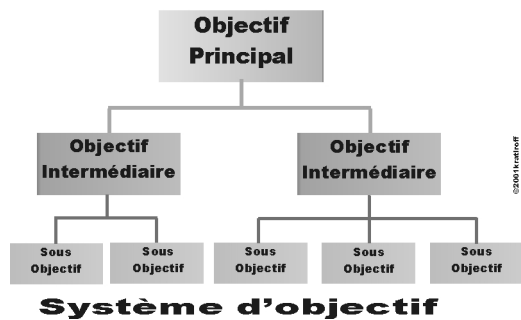 Objectif
Principal
Objectif
Intermédiaire
Objectif
Intermédiaire
Sous
Objectif
Sous
Objectif
Sous
Objectif
Sous
Objectif
Sous
Objectif
©2001kratiroff
Système d'objectif